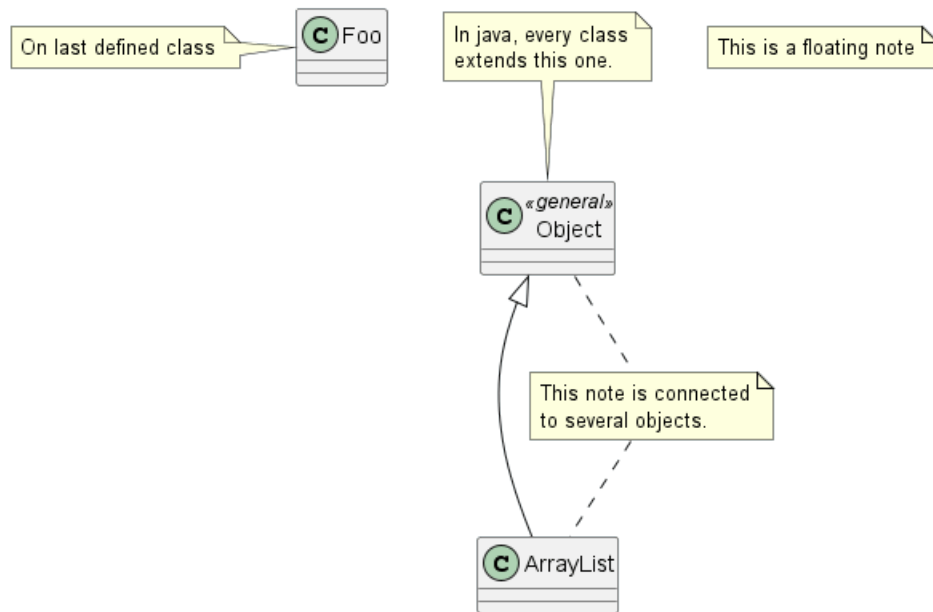 On last defined class
C Foo
In java, every class
extends this one.
This is a floating note
C «general»
Object
This note is connected
to several objects.
C ArrayList